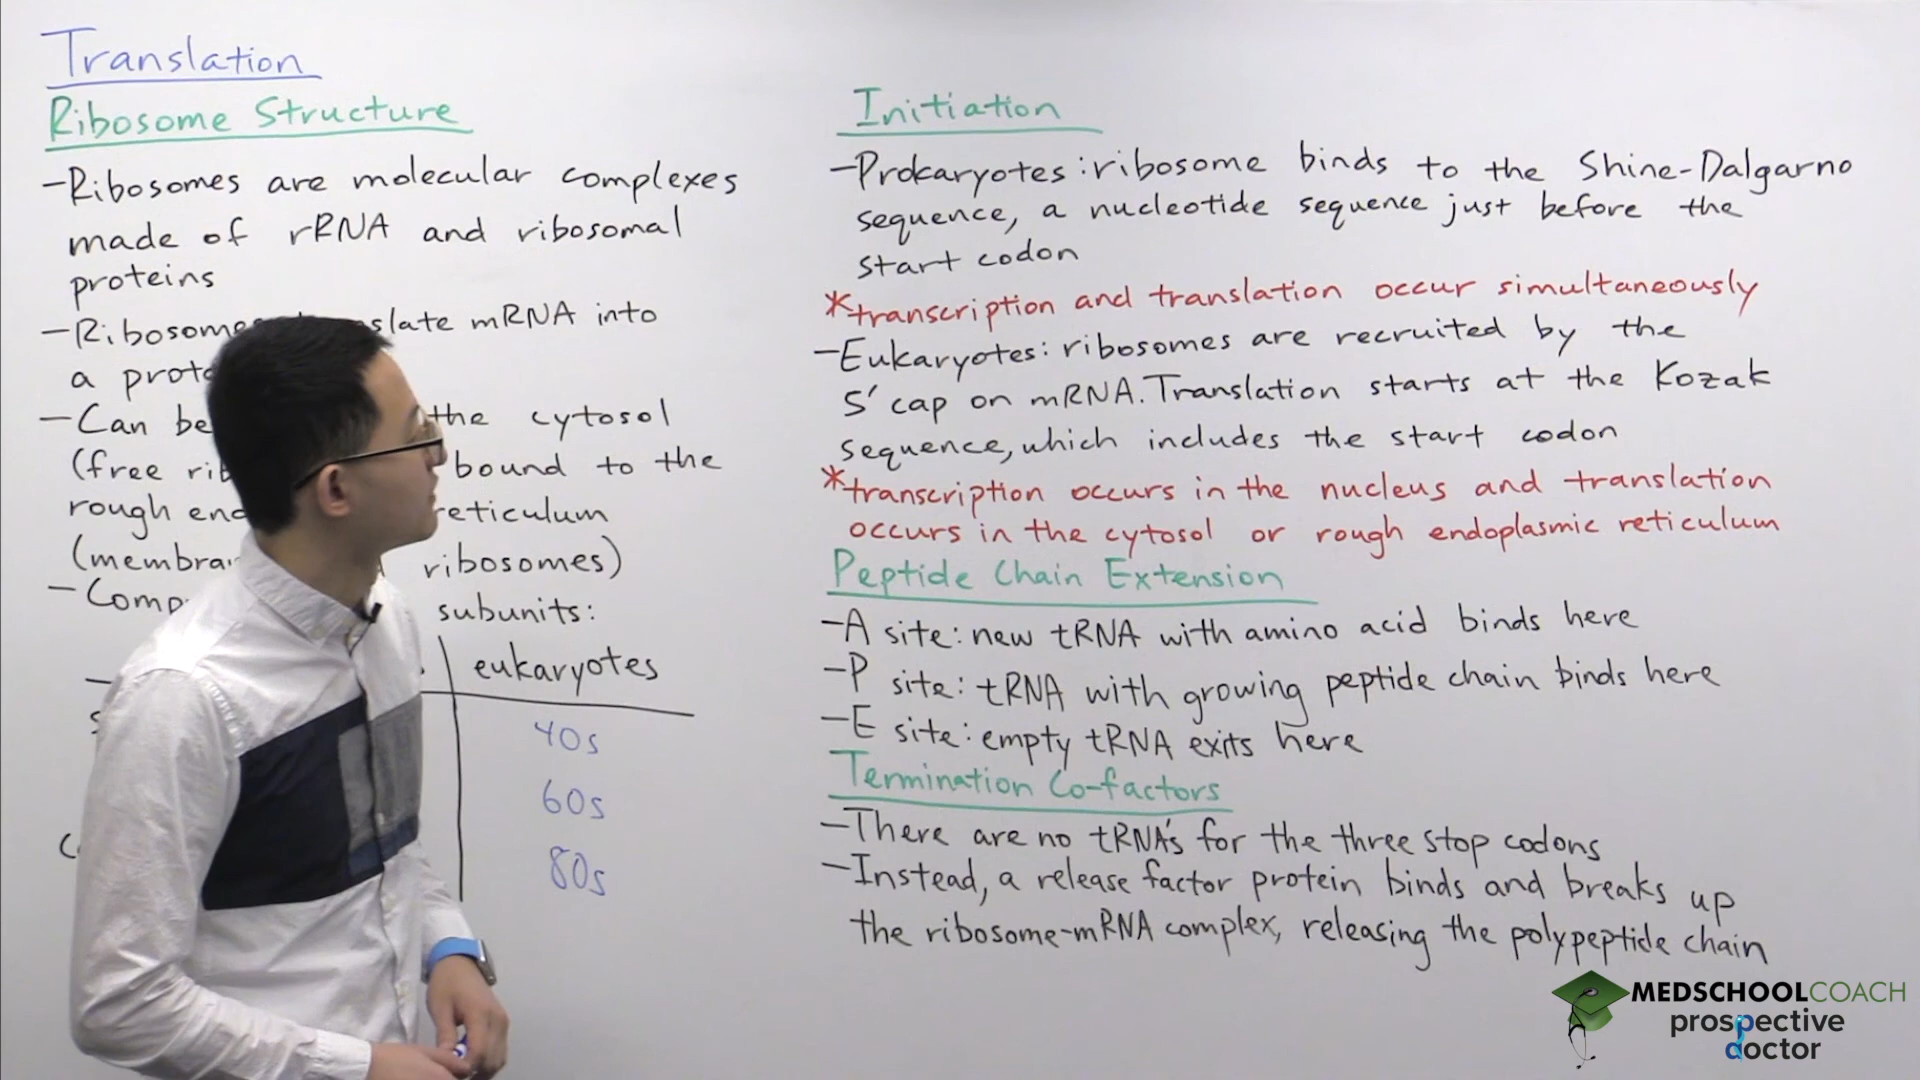 Translation
Ribosome Structure
-Ribosomes are molecular complexes
made of rRNA and ribosomal
proteins
-Ribosomes slate mRNA into
a
-Can be the cytosol
(free bound to the
rough reticulum
ribosomes)
- subunits:
eukaryotes
40s
60s
80s
Initiation
-Prokaryotes: ribosome binds to the Shine-Dalgarno
sequence, a nucleotide sequence just before the
start codon
*transcription and translation occur simultaneously
-Eukaryotes: ribosomes are recruited by the
5' cap on mRNA. Translation starts at the Kozak
sequence, which includes the start codon
*transcription occurs in the nucleus and translation
occurs in the cytosol or rough endoplasmic reticulum
Peptide Chain Extension
-A site: new tRNA with amino acid binds here
-P site: tRNA with growing peptide chain binds here
-E site: empty tRNA exits here
Termination Co-factors
-There are no tRNA's for the three stop codons
-Instead, a release factor protein binds and breaks up
the ribosome-mRNA complex, releasing the polypeptide chain
MEDSCHOOLCOACH
prospective
doctor